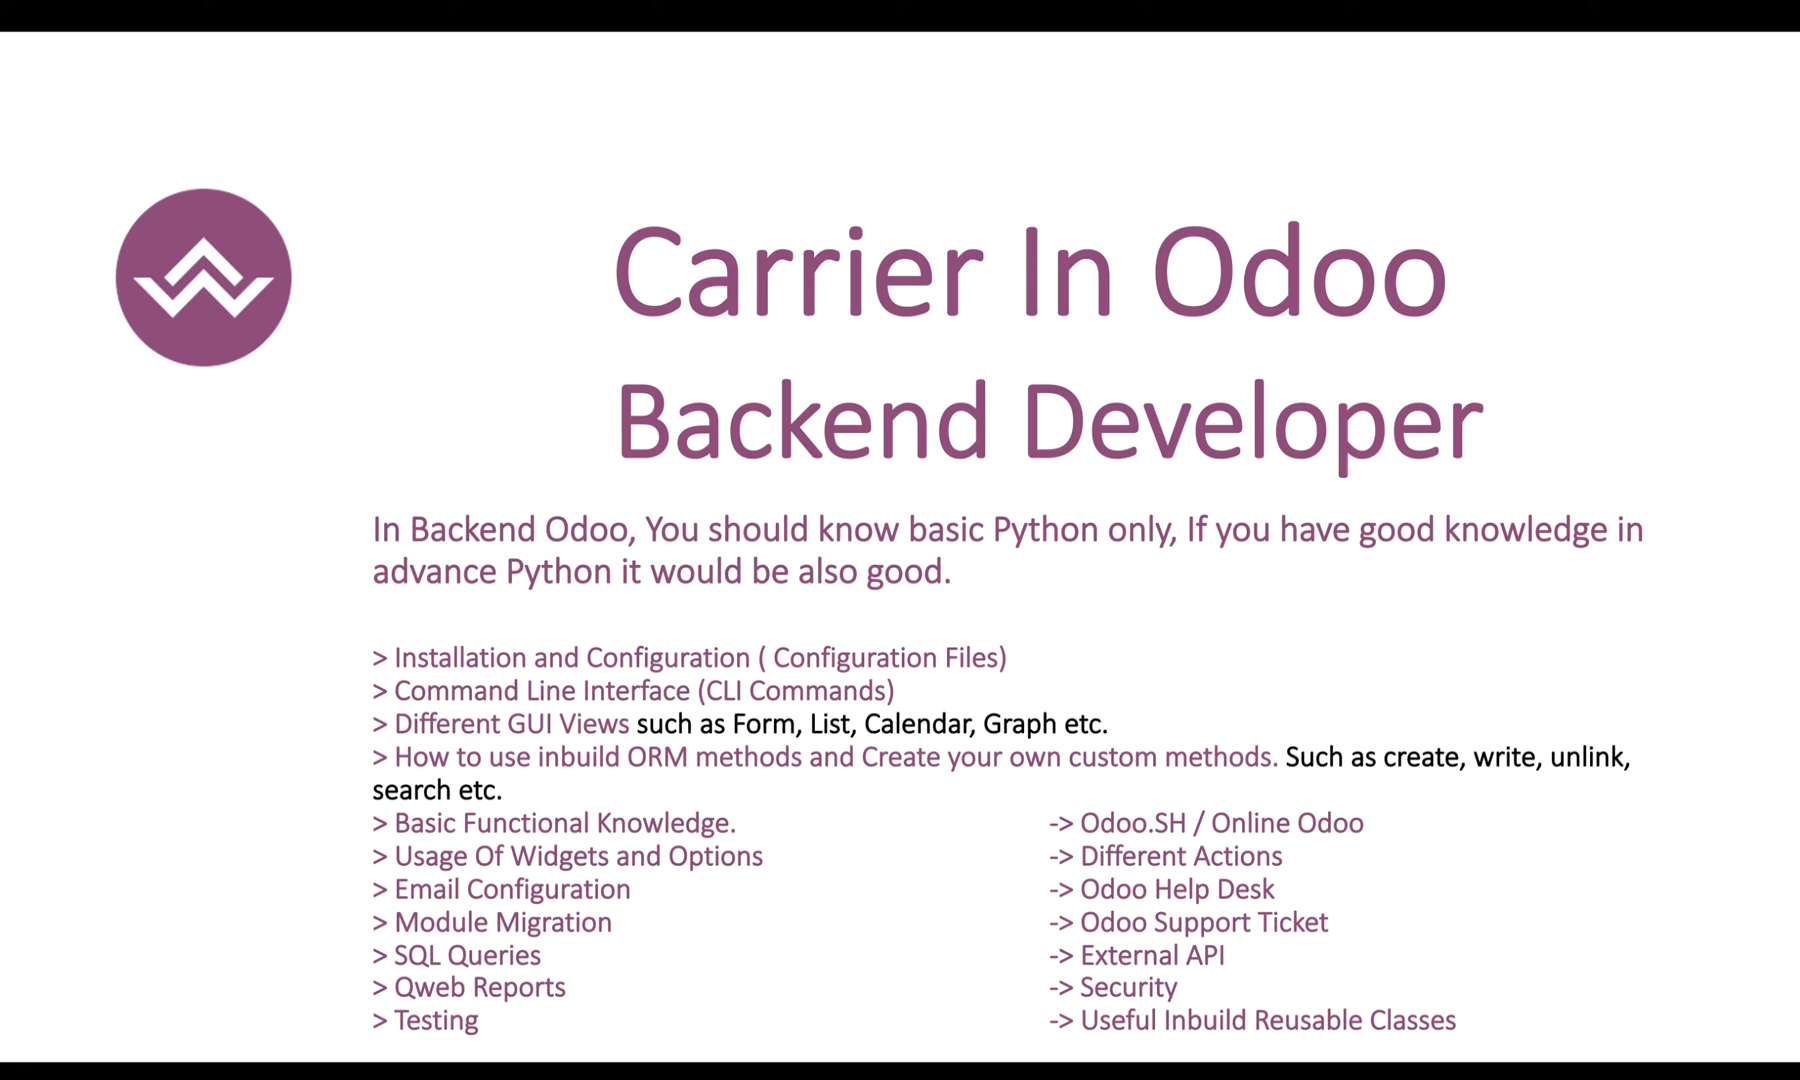 Carrier In Odoo
Backend Developer
In Backend Odoo, You should know basic Python only, If you have good knowledge in
advance Python it would be also good.
> Installation and Configuration ( Configuration Files)
> Command Line Interface (CLI Commands)
> Different GUI Views such as Form, List, Calendar, Graph etc.
> How to use inbuild ORM methods and Create your own custom methods. Such as create, write, unlink,
search etc.
> Basic Functional Knowledge.
> Usage Of Widgets and Options
> Email Configuration
> Module Migration
> SQL Queries
> Qweb Reports
> Testing
-> Odoo.SH / Online Odoo
-> Different Actions
-> Odoo Help Desk
-> Odoo Support Ticket
-> External API
-> Security
-> Useful Inbuild Reusable Classes